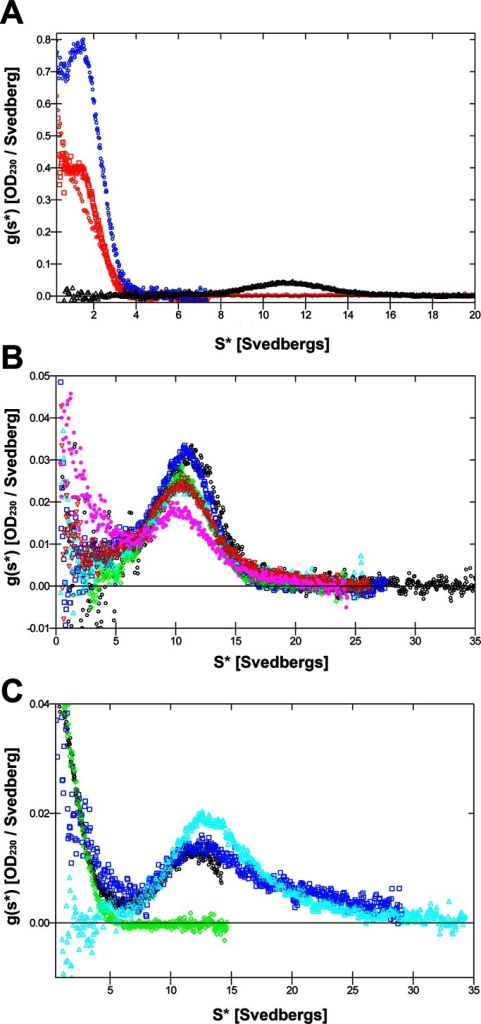 A
g(s*) [OD230 / Svedberg]
0.8
0.7
0.6
0.5
0.4
0.3
0.2
0.1
0.0
2 4 6 8 10 12 14 16 18 20
S* [Svedbergs]
B
g(s*) [OD230 / Svedberg]
0.05
0.04
0.03
0.02
0.01
0.00
-0.01
0 5 10 15 20 25 30 35
S* [Svedbergs]
C
g(s*) [OD230 / Svedberg]
0.04
0.02
0.00
5 10 15 20 25 30 35
S* [Svedbergs]